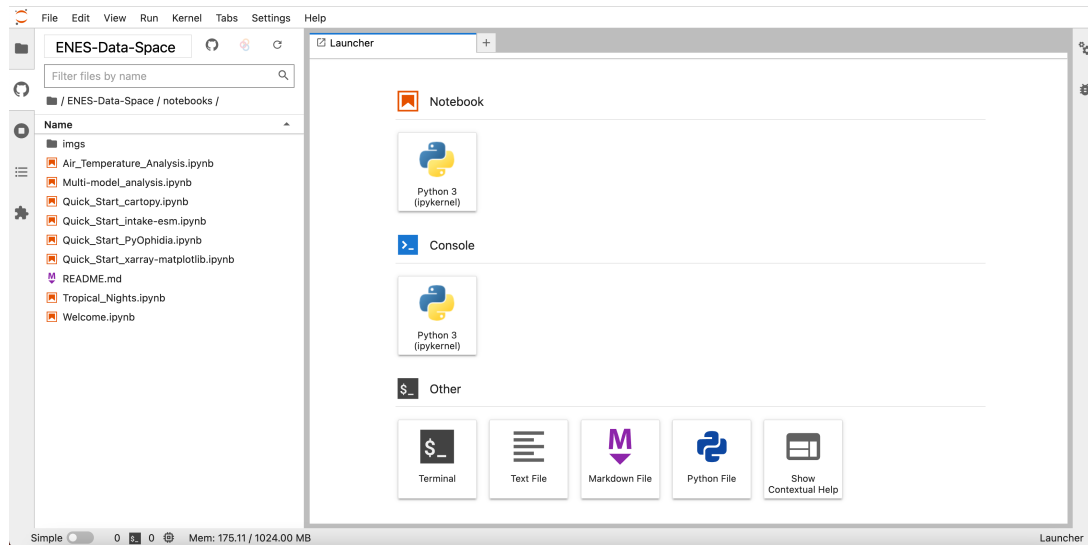 File Edit View Run Kernel Tabs Settings Help
ENES-Data-Space
Filter files by name
/ ENES-Data-Space / notebooks /
Name
imgs
Air_Temperature_Analysis.ipynb
Multi-model_analysis.ipynb
Quick_Start_cartopy.ipynb
Quick_Start_intake-esm.ipynb
Quick_Start_PyOphidia.ipynb
Quick_Start_xarray-matplotlib.ipynb
M README.md
Tropical_Nights.ipynb
Welcome.ipynb
Launcher +
Notebook
Python 3
(ipykernel)
>_ Console
Python 3
(ipykernel)
$_ Other
$_
Terminal
Text File
M
Markdown File
Python File
Show
Contextual Help
Simple 0 $_ 0 Mem: 175.11 / 1024.00 MB Launcher